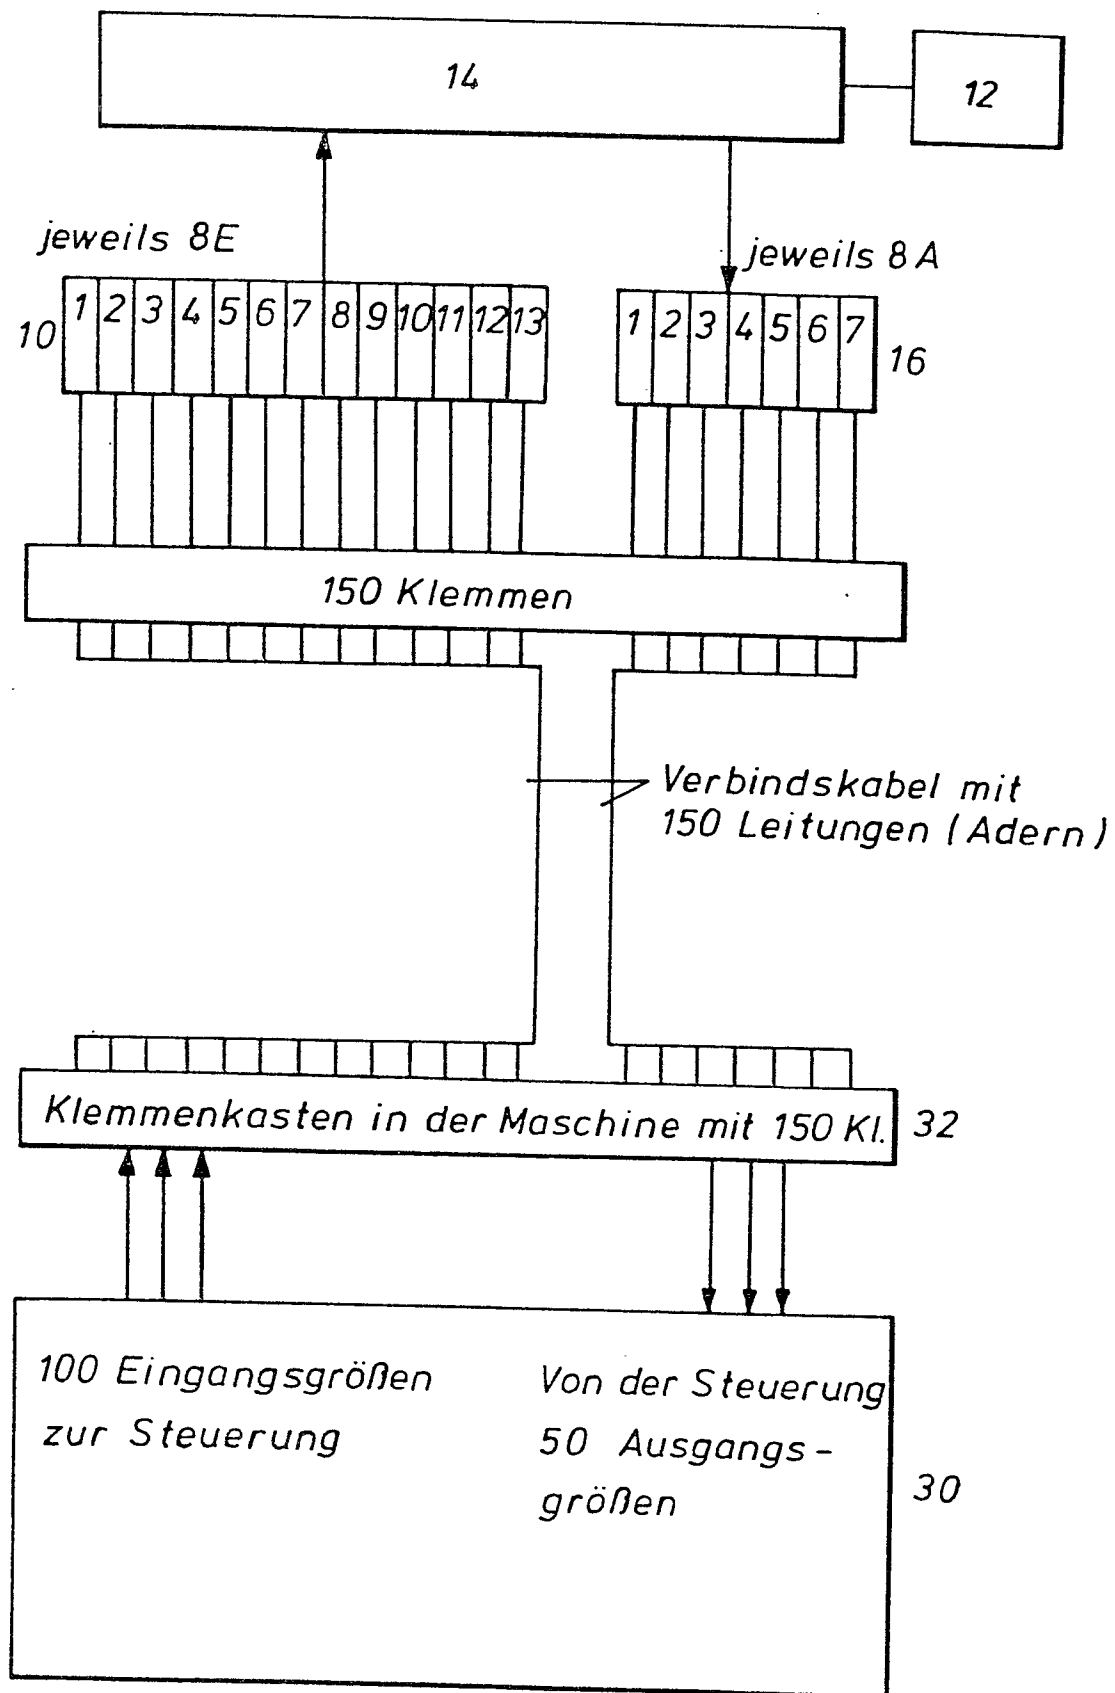 14
12
jeweils 8E
jeweils 8A
10
1 2 3 4 5 6 7 8 9 10 11 12 13
1 2 3 4 5 6 7
16
150 Klemmen
Verbindskabel mit
150 Leitungen (Adern)
Klemmenkasten in der Maschine mit 150 Kl.
32
100 Eingangsgrößen
zur Steuerung
Von der Steuerung
50 Ausgangs-
größen
30